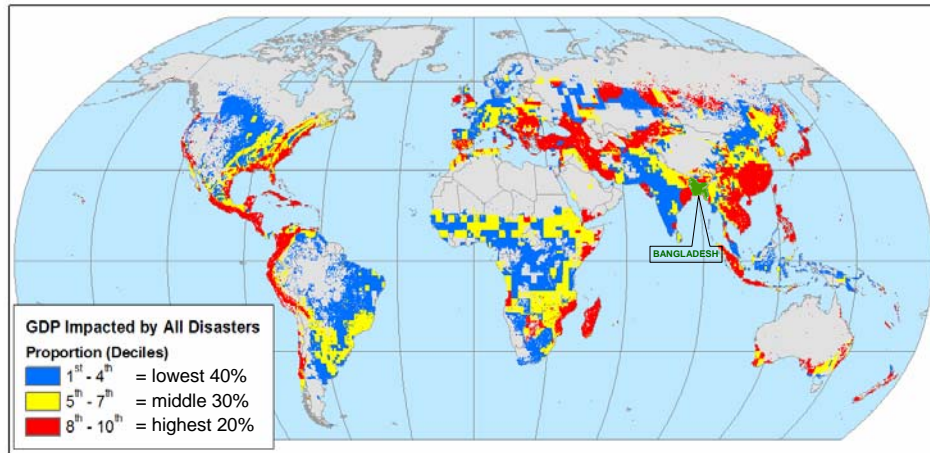 BANGLADESH
GDP Impacted by All Disasters
Proportion (Deciles)
1st - 4th = lowest 40%
5th - 7th = middle 30%
8th - 10th = highest 20%